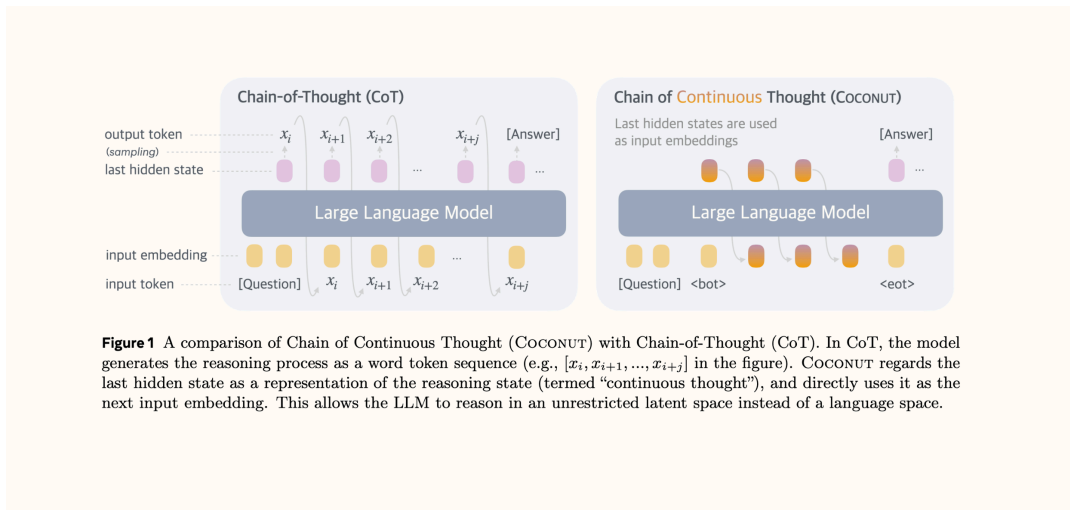 Chain-of-Thought (CoT)
output token
(sampling)
last hidden state
input embedding
input token
xᵢ xᵢ₊₁ xᵢ₊₂ xᵢ₊ⱼ [Answer]
... ...
Large Language Model
...
[Question] xᵢ xᵢ₊₁ xᵢ₊₂ xᵢ₊ⱼ
Chain of Continuous Thought (COCONUT)
Last hidden states are used
as input embeddings
[Answer]
...
Large Language Model
[Question] <bot> <eot>
Figure 1 A comparison of Chain of Continuous Thought (COCONUT) with Chain-of-Thought (CoT). In CoT, the model
generates the reasoning process as a word token sequence (e.g., [xᵢ, xᵢ₊₁, ..., xᵢ₊ⱼ] in the figure). COCONUT regards the
last hidden state as a representation of the reasoning state (termed “continuous thought”), and directly uses it as the
next input embedding. This allows the LLM to reason in an unrestricted latent space instead of a language space.